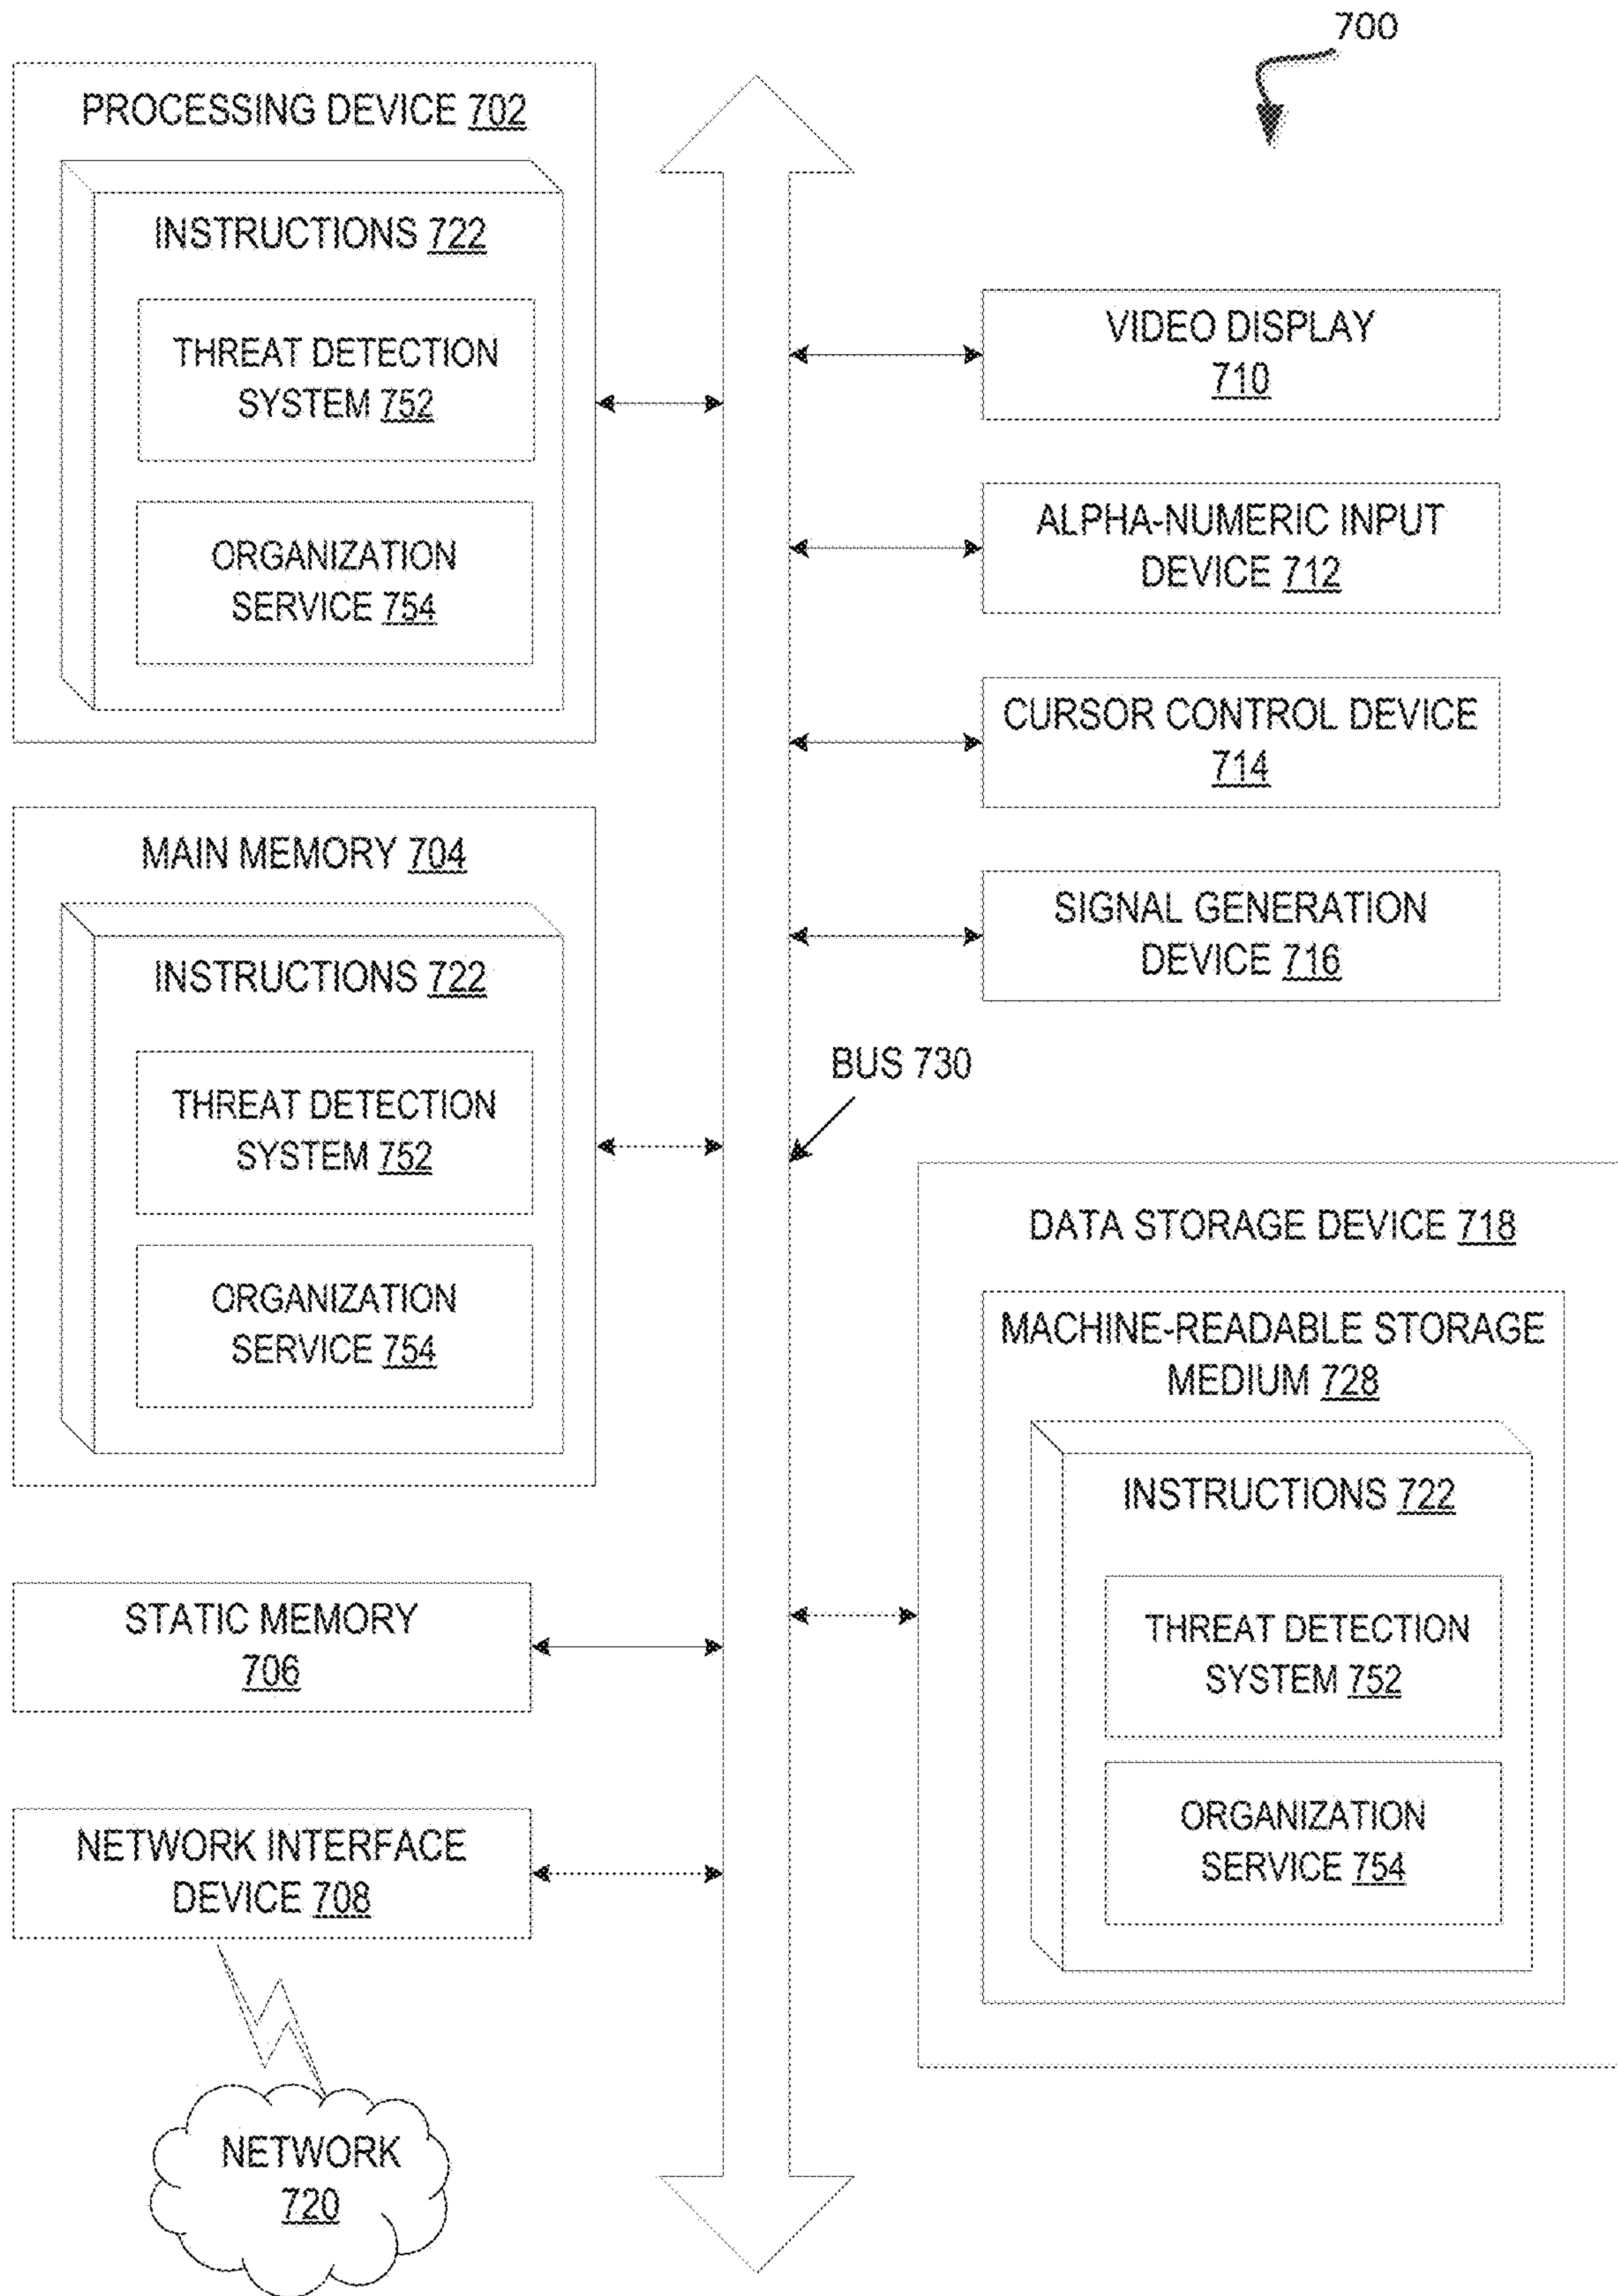 700
PROCESSING DEVICE 702
INSTRUCTIONS 722
THREAT DETECTION
SYSTEM 752
ORGANIZATION
SERVICE 754
MAIN MEMORY 704
INSTRUCTIONS 722
THREAT DETECTION
SYSTEM 752
ORGANIZATION
SERVICE 754
STATIC MEMORY
706
NETWORK INTERFACE
DEVICE 708
NETWORK
720
VIDEO DISPLAY
710
ALPHA-NUMERIC INPUT
DEVICE 712
CURSOR CONTROL DEVICE
714
SIGNAL GENERATION
DEVICE 716
BUS 730
DATA STORAGE DEVICE 718
MACHINE-READABLE STORAGE
MEDIUM 728
INSTRUCTIONS 722
THREAT DETECTION
SYSTEM 752
ORGANIZATION
SERVICE 754